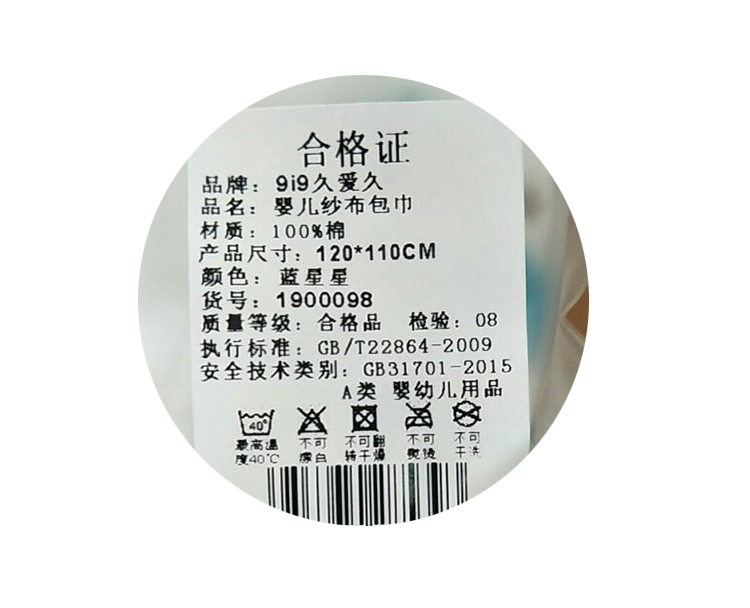 合格证
品牌：9i9久爱久
品名：婴儿纱布包巾
材质：100%棉
产品尺寸：120*110CM
颜色：蓝星星
货号：1900098
质量等级：合格品 检验：08
执行标准：GB/T22864-2009
安全技术类别：GB31701-2015
A类 婴幼儿用品
40°
最高温 不可 不可翻 不可 不可
度40℃ 漂白 转干燥 熨烫 干洗